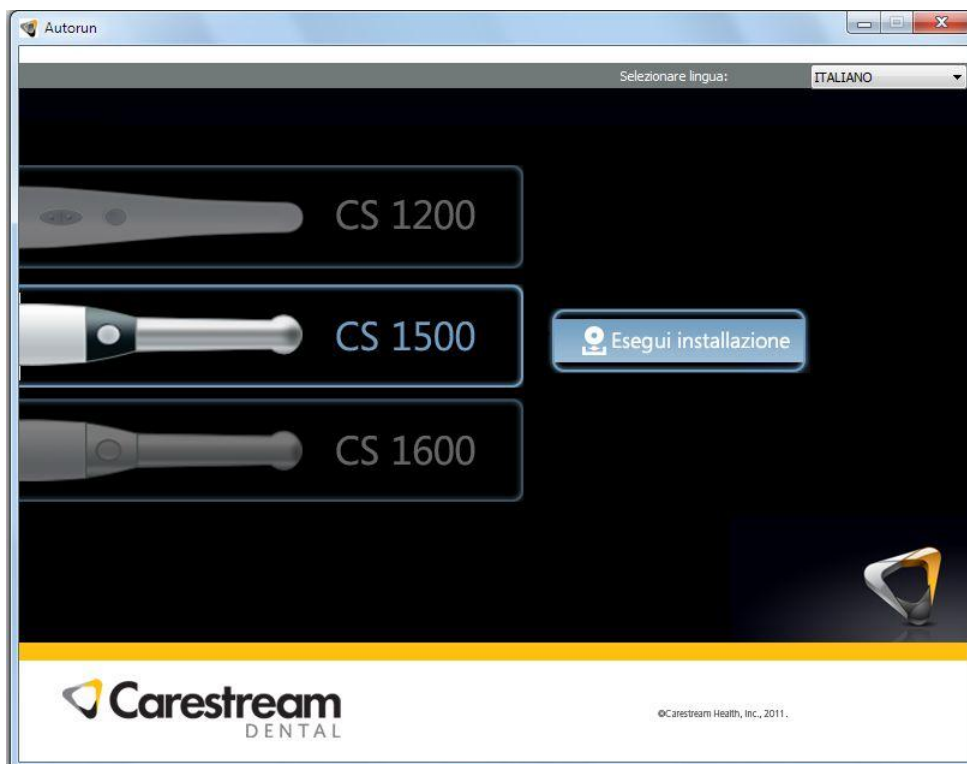 Autorun
Selezionare lingua: ITALIANO
CS 1200
CS 1500
Esegui installazione
CS 1600
Carestream
DENTAL
©Carestream Health, Inc., 2011.